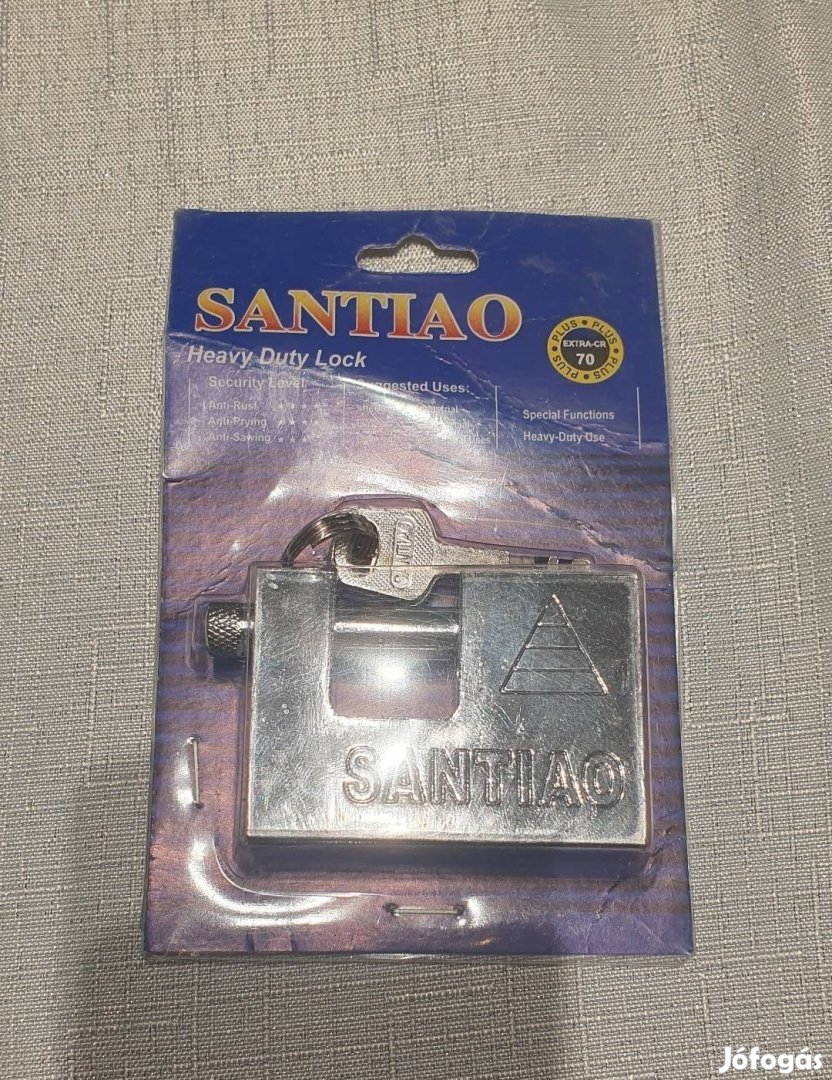 SANTIAO
Heavy Duty Lock
PLUS • PLUS • PLUS • PLUS •
EXTRA-CR
70
Security Level
Anti-Rust ★ ★ ★ ★
Anti-Prying ★ ★ ★
Anti-Sawing ★ ★ ★
Suggested Uses:
Special Functions
Heavy-Duty Use
SANTIAO
Jófogás